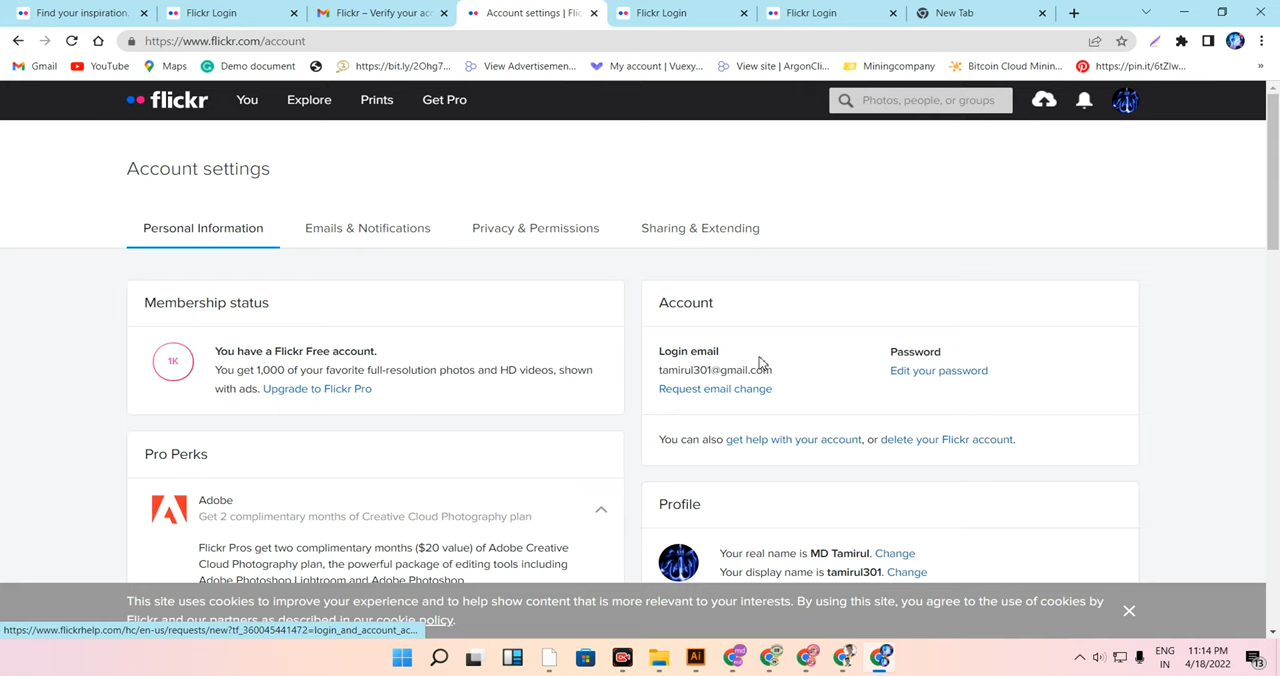 Find your inspiration.
Flickr Login
Flickr – Verify your acc
Account settings | Flic
Flickr Login
Flickr Login
New Tab
https://www.flickr.com/account
Gmail
YouTube
Maps
Demo document
https://bit.ly/2Ohg7...
View Advertisemen...
My account | Vuexy...
View site | ArgonCli...
Miningcompany
Bitcoin Cloud Minin...
https://pin.it/6tZlw...
»
flickr
You
Explore
Prints
Get Pro
Photos, people, or groups
Account settings
Personal Information
Emails & Notifications
Privacy & Permissions
Sharing & Extending
Membership status
1K
You have a Flickr Free account.
You get 1,000 of your favorite full-resolution photos and HD videos, shown
with ads. Upgrade to Flickr Pro
Account
Login email
tamirul301@gmail.com
Request email change
Password
Edit your password
You can also get help with your account, or delete your Flickr account.
Pro Perks
Adobe
Get 2 complimentary months of Creative Cloud Photography plan
Flickr Pros get two complimentary months ($20 value) of Adobe Creative
Cloud Photography plan, the powerful package of editing tools including
Adobe Photoshop Lightroom and Adobe Photoshop.
Profile
Your real name is MD Tamirul. Change
Your display name is tamirul301. Change
This site uses cookies to improve your experience and to help show content that is more relevant to your interests. By using this site, you agree to the use of cookies by
Flickr and our partners as described in our cookie policy.
https://www.flickrhelp.com/hc/en-us/requests/new?tf_360045441472=login_and_account_ac...
Ai
ENG
IN
11:14 PM
4/18/2022
13